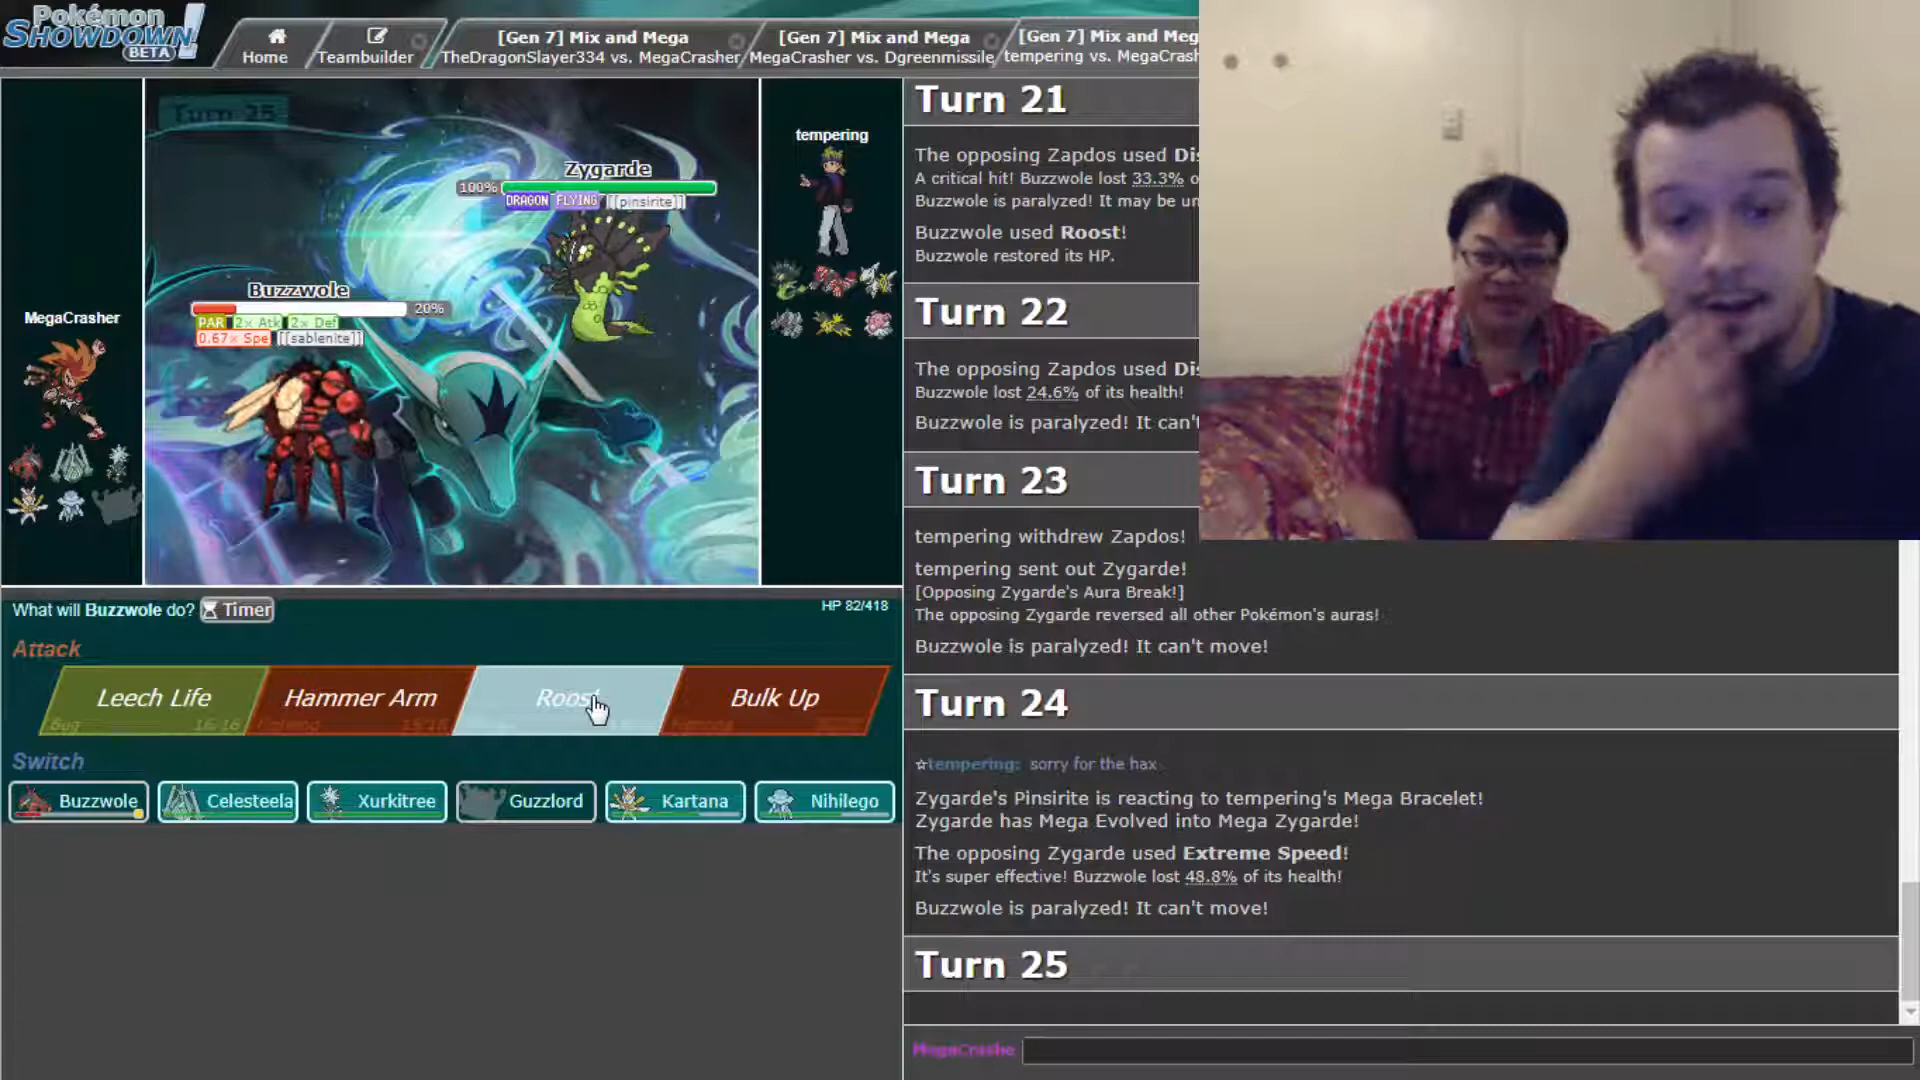 Pokémon
SHOWDOWN!
BETA
Home
Teambuilder
[Gen 7] Mix and Mega
TheDragonSlayer334 vs. MegaCrasher
[Gen 7] Mix and Mega
MegaCrasher vs. Dgreenmissile
[Gen 7] Mix and Meg
tempering vs. MegaCrash
Turn 25
Zygarde
100%
DRAGON FLYING [[pinsirite]]
Buzzwole
20%
PAR 2× Atk 2× Def
0.67× Spe [[sablenite]]
MegaCrasher
tempering
What will Buzzwole do? Timer
HP 82/418
Attack
Leech Life
Bug 16/16
Hammer Arm
Roost
Bulk Up
Switch
Buzzwole
Celesteela
Xurkitree
Guzzlord
Kartana
Nihilego
Turn 21
The opposing Zapdos used Dis
A critical hit! Buzzwole lost 33.3% o
Buzzwole is paralyzed! It may be un
Buzzwole used Roost!
Buzzwole restored its HP.
Turn 22
The opposing Zapdos used Dis
Buzzwole lost 24.6% of its health!
Buzzwole is paralyzed! It can't
Turn 23
tempering withdrew Zapdos!
tempering sent out Zygarde!
[Opposing Zygarde's Aura Break!]
The opposing Zygarde reversed all other Pokémon's auras!
Buzzwole is paralyzed! It can't move!
Turn 24
☆tempering: sorry for the hax
Zygarde's Pinsirite is reacting to tempering's Mega Bracelet!
Zygarde has Mega Evolved into Mega Zygarde!
The opposing Zygarde used Extreme Speed!
It's super effective! Buzzwole lost 48.8% of its health!
Buzzwole is paralyzed! It can't move!
Turn 25
MegaCrashe